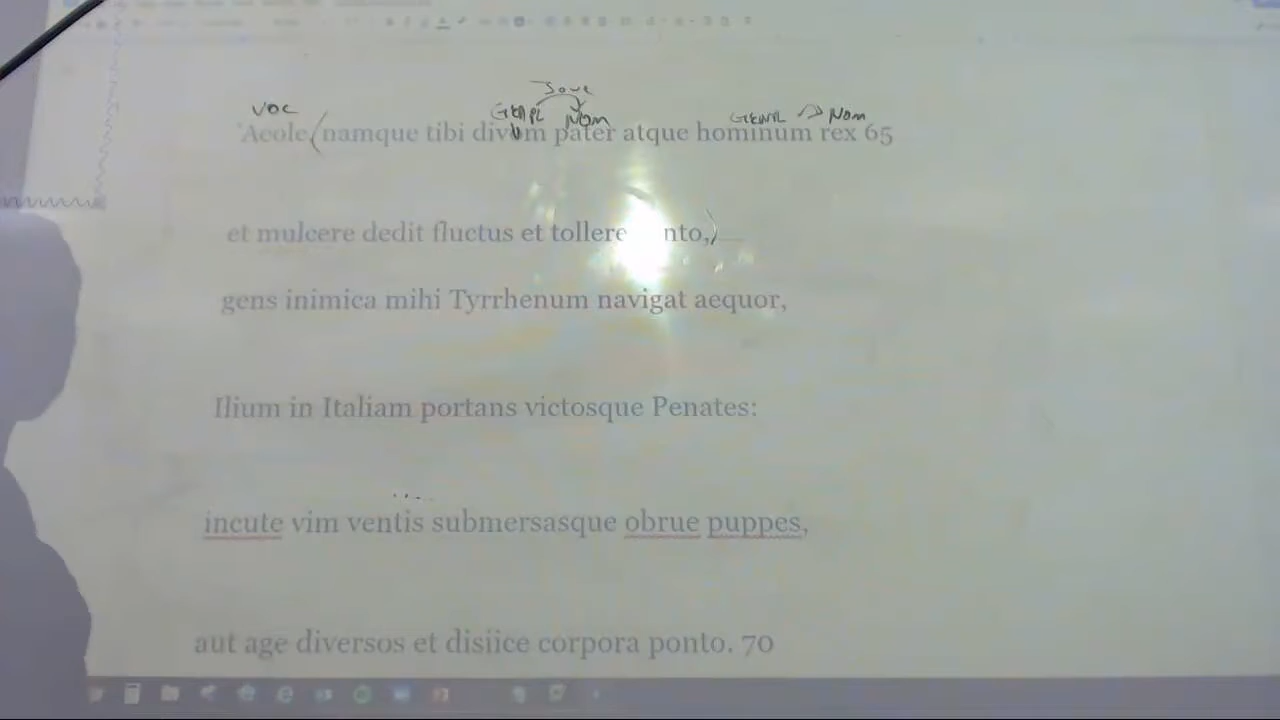 Jove
VOC GEN PL NOM GEN PL NOM
Aeole (namque tibi divom pater atque hominum rex 65
et mulcere dedit fluctus et tollere nto,)
gens inimica mihi Tyrrhenum navigat aequor,
Ilium in Italiam portans victosque Penates:
incute vim ventis submersasque obrue puppes,
aut age diversos et disiice corpora ponto. 70